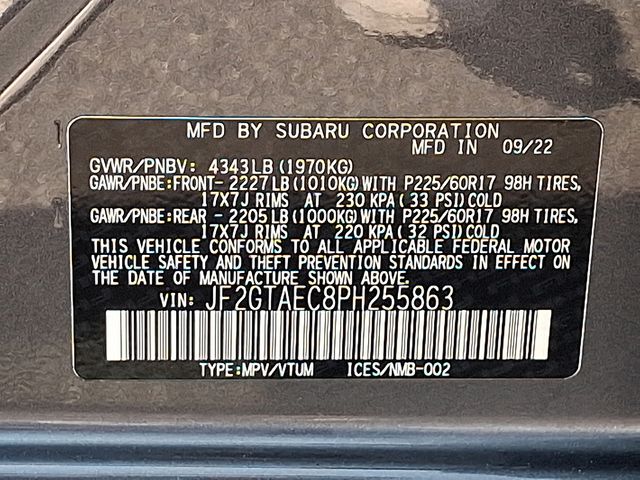 MFD BY SUBARU CORPORATION
MFD IN 09/22
GVWR/PNBV: 4343LB(1970KG)
GAWR/PNBE:FRONT- 2227LB(1010KG)WITH P225/60R17 98H TIRES,
17X7J RIMS AT 230 KPA(33 PSI)COLD
GAWR/PNBE:REAR - 2205LB(1000KG)WITH P225/60R17 98H TIRES,
17X7J RIMS AT 220 KPA(32 PSI)COLD
THIS VEHICLE CONFORMS TO ALL APPLICABLE FEDERAL MOTOR
VEHICLE SAFETY AND THEFT PREVENTION STANDARDS IN EFFECT ON
THE DATE OF MANUFACTURE SHOWN ABOVE.
VIN: JF2GTAEC8PH255863
TYPE:MPV/VTUM ICES/NMB-002